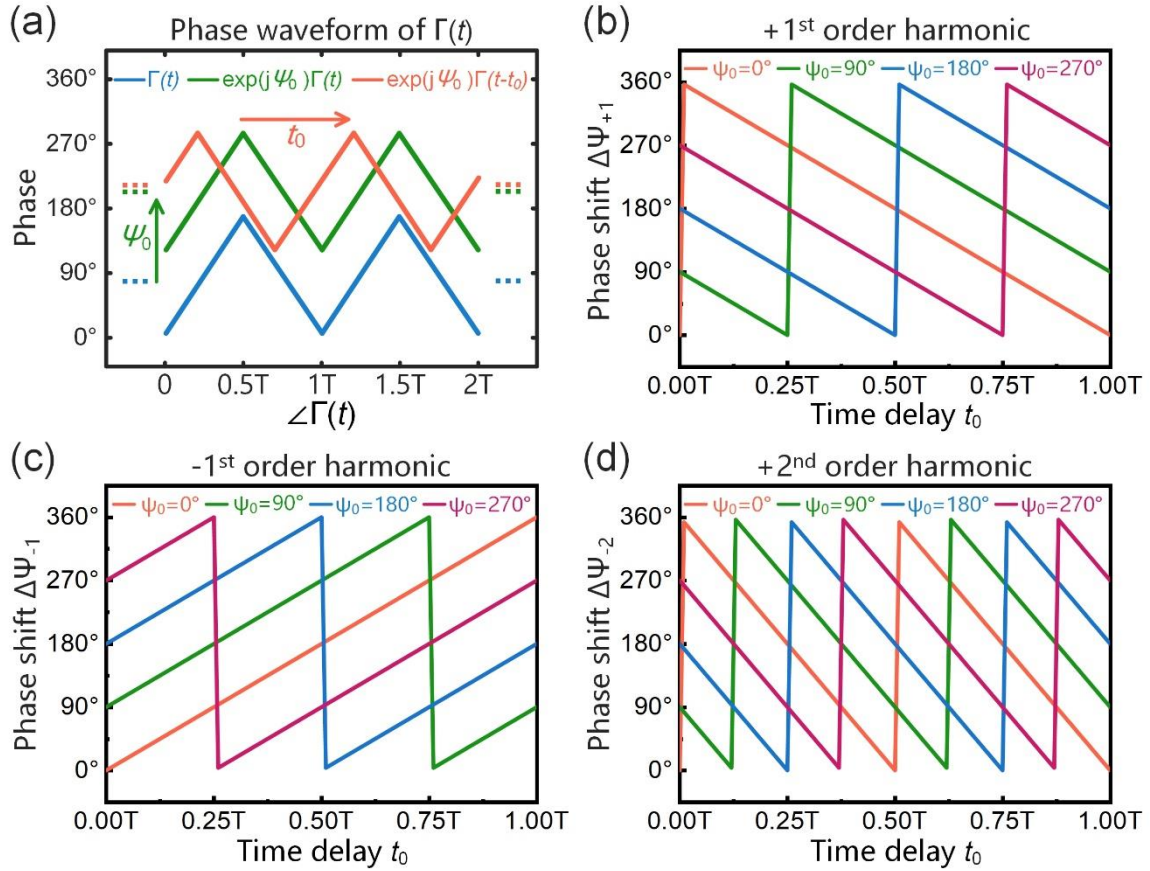 (a) Phase waveform of Γ(t)
Γ(t) exp(jψ₀)Γ(t) exp(jψ₀)Γ(t-t₀)
Phase
360°
270°
180°
90°
0°
t₀
ψ₀
0 0.5T 1T 1.5T 2T
∠Γ(t)
(b) +1st order harmonic
ψ₀=0° ψ₀=90° ψ₀=180° ψ₀=270°
Phase shift ΔΨ+1
360°
270°
180°
90°
0°
0.00T 0.25T 0.50T 0.75T 1.00T
Time delay t₀
(c) -1st order harmonic
ψ₀=0° ψ₀=90° ψ₀=180° ψ₀=270°
Phase shift ΔΨ-1
360°
270°
180°
90°
0°
0.00T 0.25T 0.50T 0.75T 1.00T
Time delay t₀
(d) +2nd order harmonic
ψ₀=0° ψ₀=90° ψ₀=180° ψ₀=270°
Phase shift ΔΨ-2
360°
270°
180°
90°
0°
0.00T 0.25T 0.50T 0.75T 1.00T
Time delay t₀